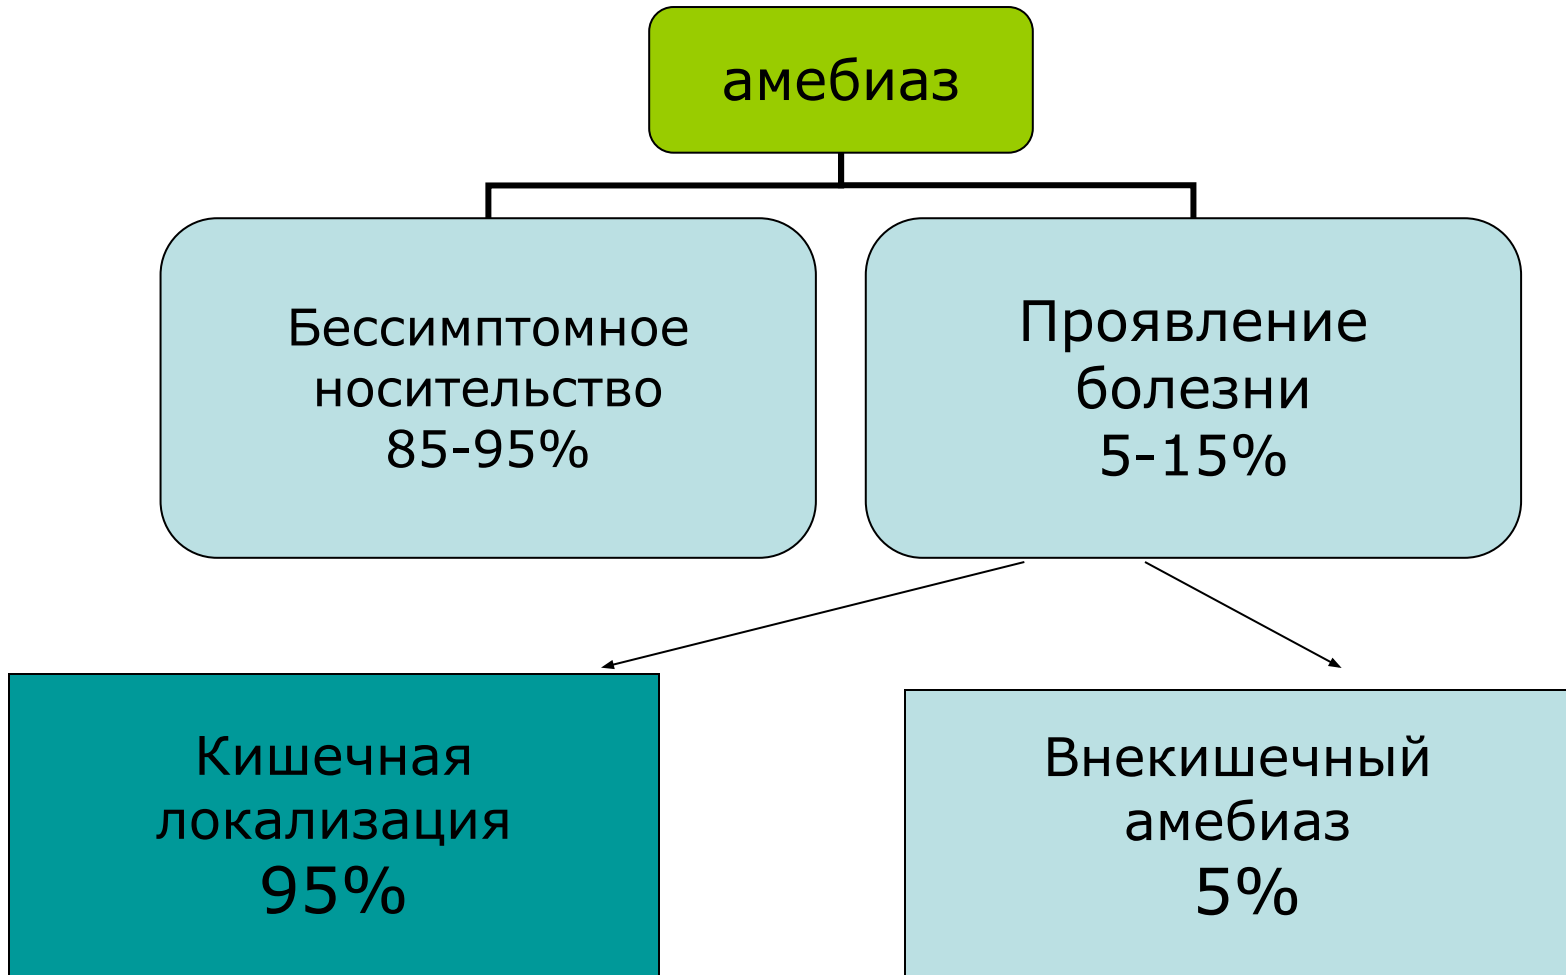 амебиаз
Бессимптомное
носительство
85-95%
Проявление
болезни
5-15%
Кишечная
локализация
95%
Внекишечный
амебиаз
5%